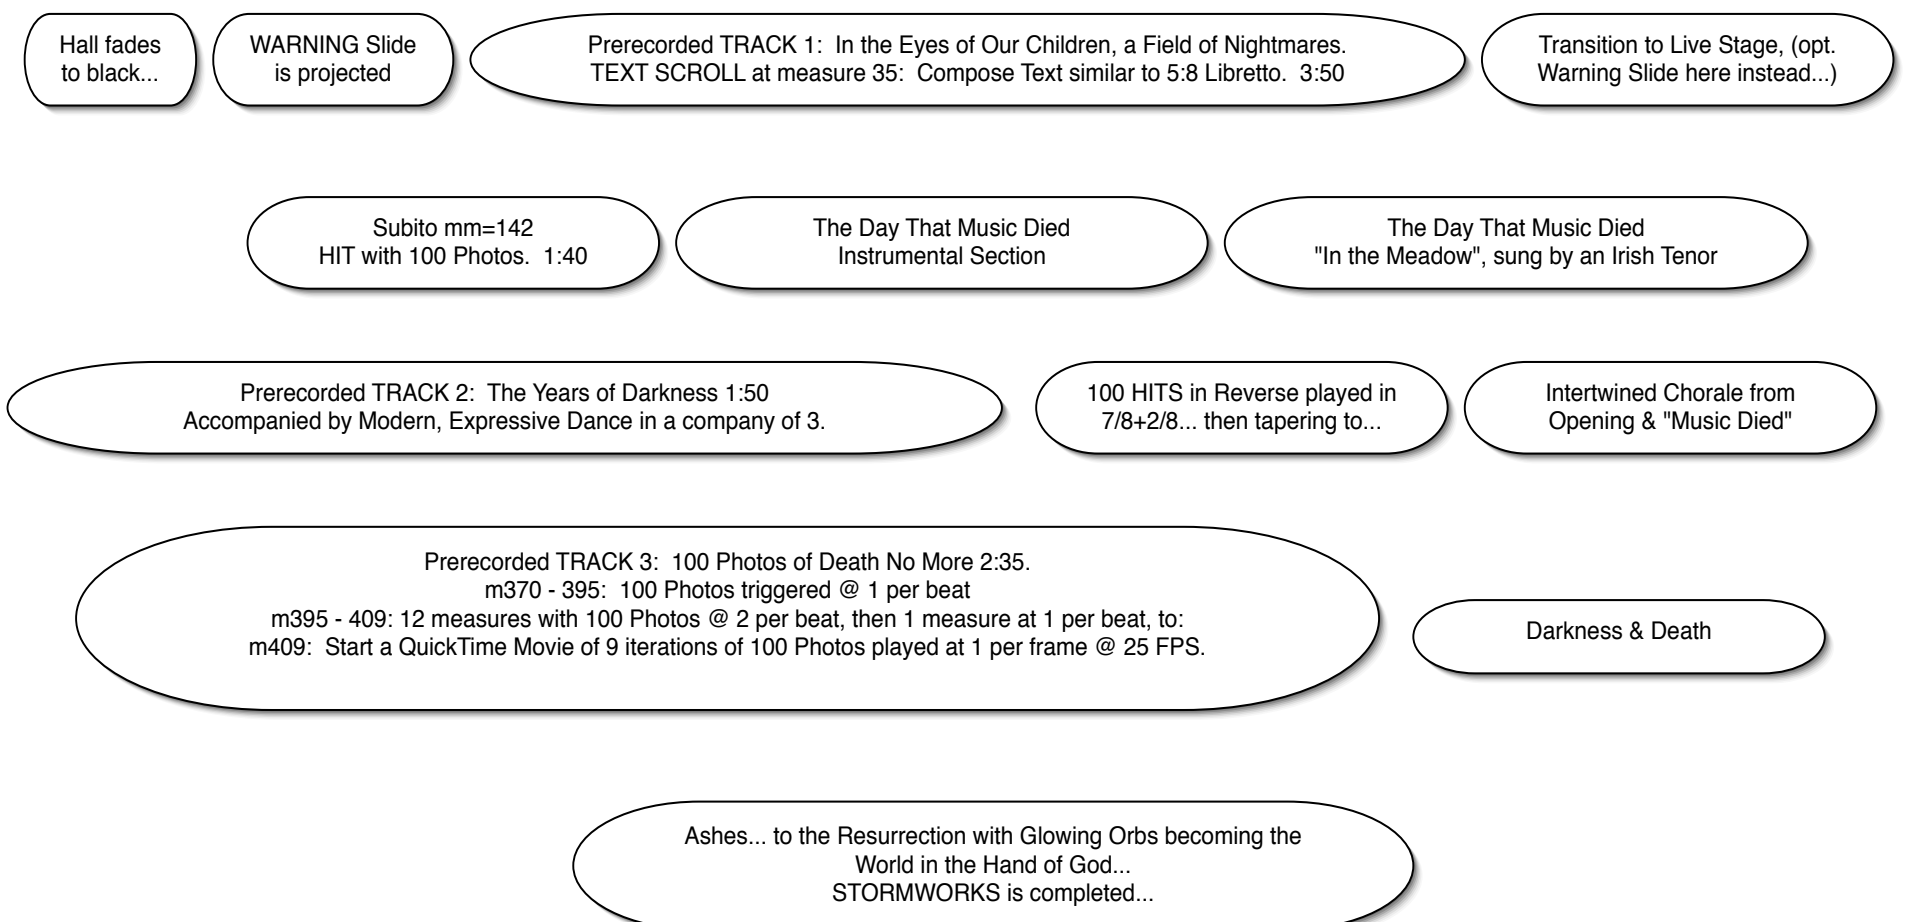 Hall fades
to black...
WARNING Slide
is projected
Prerecorded TRACK 1:  In the Eyes of Our Children, a Field of Nightmares.
TEXT SCROLL at measure 35:  Compose Text similar to 5:8 Libretto.  3:50
Transition to Live Stage, (opt.
Warning Slide here instead...)
Subito mm=142
HIT with 100 Photos.  1:40
The Day That Music Died
Instrumental Section
The Day That Music Died
"In the Meadow", sung by an Irish Tenor
Prerecorded TRACK 2:  The Years of Darkness 1:50
Accompanied by Modern, Expressive Dance in a company of 3.
100 HITS in Reverse played in
7/8+2/8... then tapering to...
Intertwined Chorale from
Opening & "Music Died"
Prerecorded TRACK 3:  100 Photos of Death No More 2:35.
m370 - 395:  100 Photos triggered @ 1 per beat
m395 - 409: 12 measures with 100 Photos @ 2 per beat, then 1 measure at 1 per beat, to:
m409:  Start a QuickTime Movie of 9 iterations of 100 Photos played at 1 per frame @ 25 FPS.
Darkness & Death
Ashes... to the Resurrection with Glowing Orbs becoming the
World in the Hand of God...
STORMWORKS is completed...